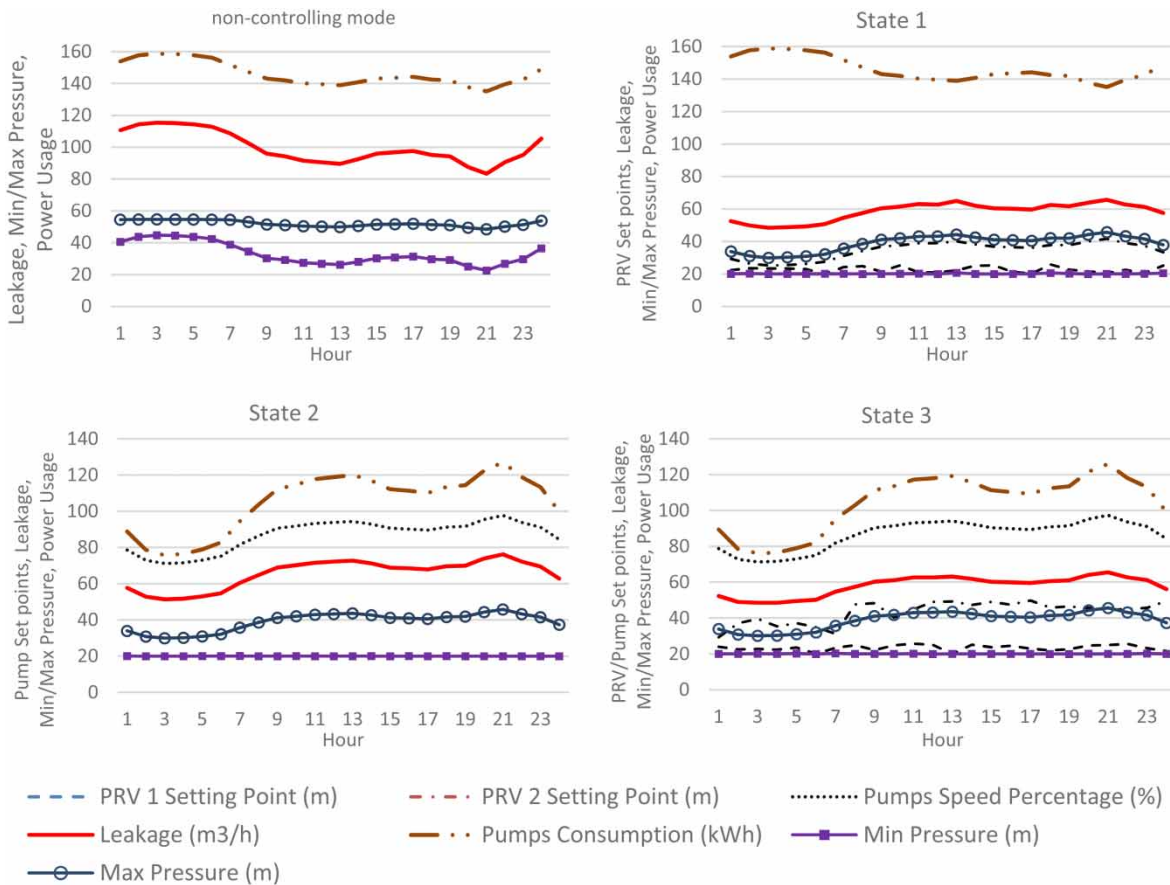 non-controlling mode
Leakage, Min/Max Pressure,
Power Usage
160
140
120
100
80
60
40
20
0
1 3 5 7 9 11 13 15 17 19 21 23
Hour
State 1
PRV Set points, Leakage,
Min/Max Pressure, Power Usage
160
140
120
100
80
60
40
20
0
1 3 5 7 9 11 13 15 17 19 21 23
Hour
State 2
Pump Set points, Leakage,
Min/Max Pressure, Power Usage
140
120
100
80
60
40
20
0
1 3 5 7 9 11 13 15 17 19 21 23
Hour
State 3
PRV/Pump Set points, Leakage,
Min/Max Pressure, Power Usage
140
120
100
80
60
40
20
0
1 3 5 7 9 11 13 15 17 19 21 23
Hour
PRV 1 Setting Point (m) PRV 2 Setting Point (m) Pumps Speed Percentage (%)
Leakage (m3/h) Pumps Consumption (kWh) Min Pressure (m)
Max Pressure (m)